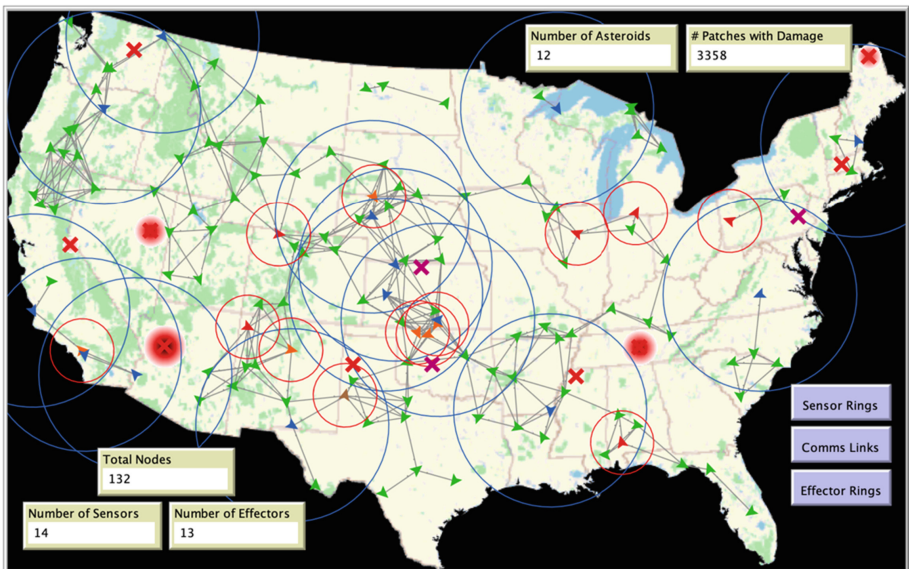 Number of Asteroids
12
# Patches with Damage
3358
Sensor Rings
Comms Links
Effector Rings
Total Nodes
132
Number of Sensors
14
Number of Effectors
13